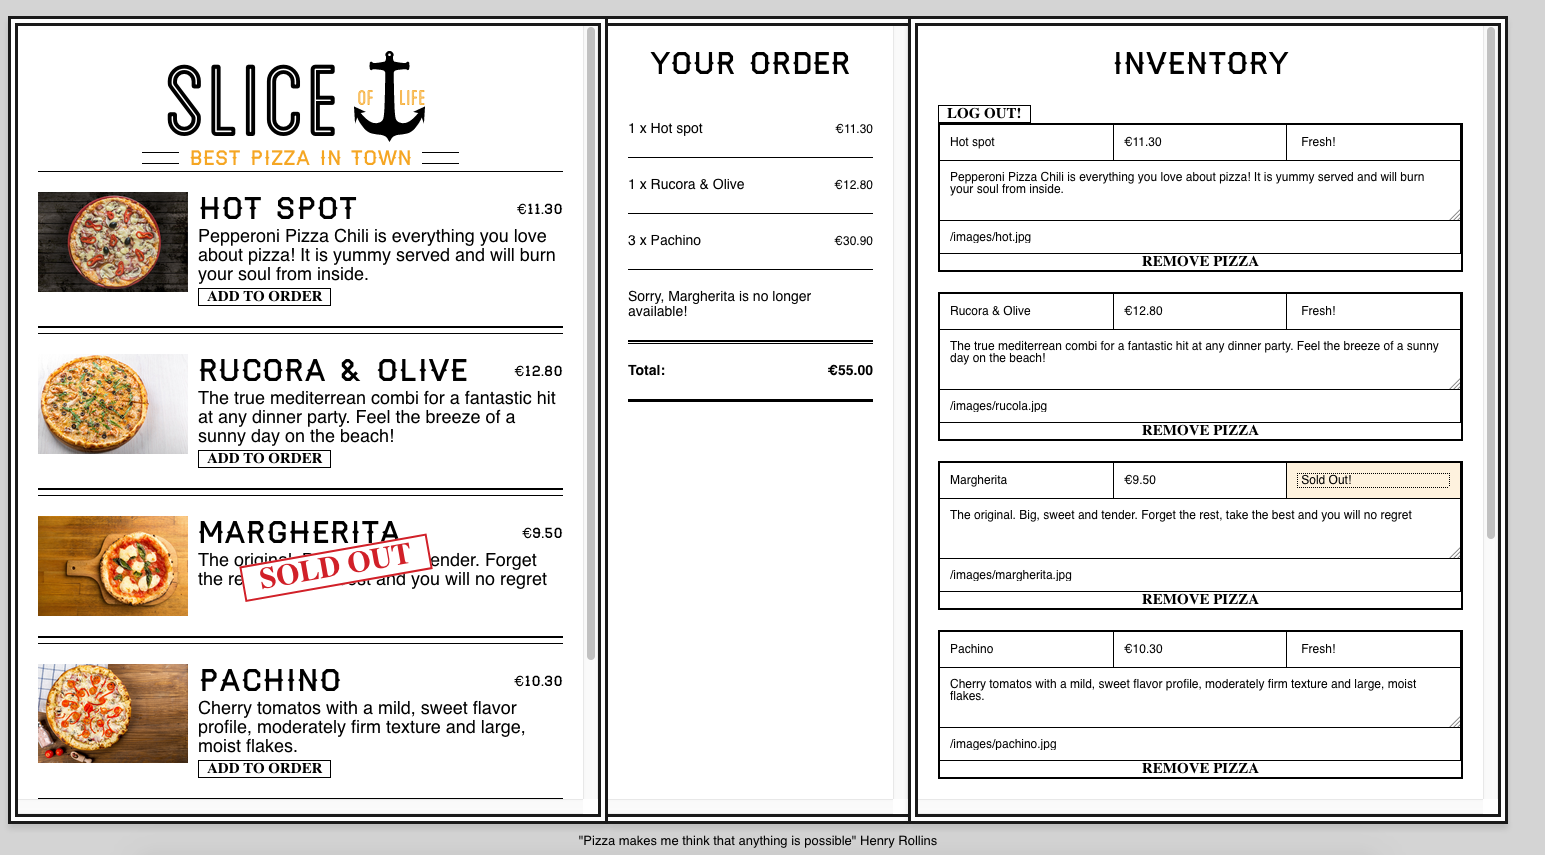 SLICE
OF LIFE
BEST PIZZA IN TOWN
HOT SPOT
€11.30
Pepperoni Pizza Chili is everything you love
about pizza! It is yummy served and will burn
your soul from inside.
ADD TO ORDER
RUCORA & OLIVE
€12.80
The true mediterrean combi for a fantastic hit
at any dinner party. Feel the breeze of a
sunny day on the beach!
ADD TO ORDER
MARGHERITA
€9.50
The original. ender. Forget
the re and you will no regret
SOLD OUT
PACHINO
€10.30
Cherry tomatos with a mild, sweet flavor
profile, moderately firm texture and large,
moist flakes.
ADD TO ORDER
YOUR ORDER
1 x Hot spot €11.30
1 x Rucora & Olive €12.80
3 x Pachino €30.90
Sorry, Margherita is no longer
available!
Total: €55.00
INVENTORY
LOG OUT!
Hot spot €11.30 Fresh!
Pepperoni Pizza Chili is everything you love about pizza! It is yummy served and will burn
your soul from inside.
/images/hot.jpg
REMOVE PIZZA
Rucora & Olive €12.80 Fresh!
The true mediterrean combi for a fantastic hit at any dinner party. Feel the breeze of a sunny
day on the beach!
/images/rucola.jpg
REMOVE PIZZA
Margherita €9.50 Sold Out!
The original. Big, sweet and tender. Forget the rest, take the best and you will no regret
/images/margherita.jpg
REMOVE PIZZA
Pachino €10.30 Fresh!
Cherry tomatos with a mild, sweet flavor profile, moderately firm texture and large, moist
flakes.
/images/pachino.jpg
REMOVE PIZZA
"Pizza makes me think that anything is possible" Henry Rollins